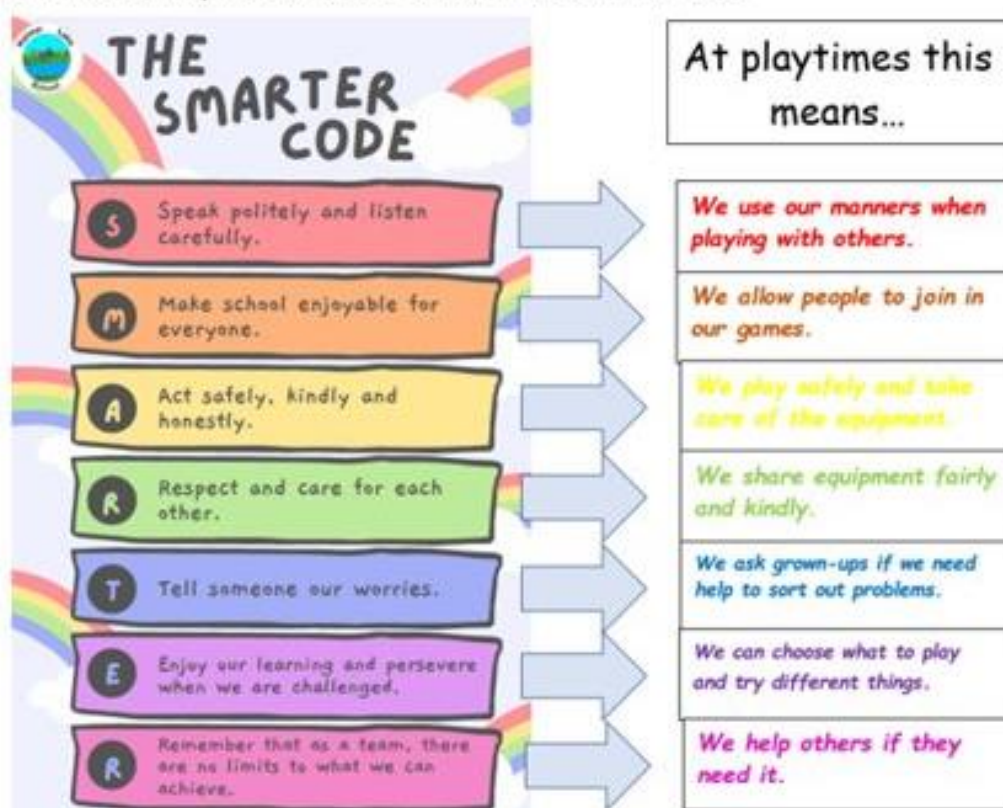 THE
SMARTER
CODE
At playtimes this
means...
S
Speak politely and listen
carefully.
We use our manners when
playing with others.
M
Make school enjoyable for
everyone.
We allow people to join in
our games.
A
Act safely, kindly and
honestly.
We play safely and take
care of the equipment.
R
Respect and care for each
other.
We share equipment fairly
and kindly.
T
Tell someone our worries.
We ask grown-ups if we need
help to sort out problems.
E
Enjoy our learning and persevere
when we are challenged.
We can choose what to play
and try different things.
R
Remember that as a team, there
are no limits to what we can
achieve.
We help others if they
need it.